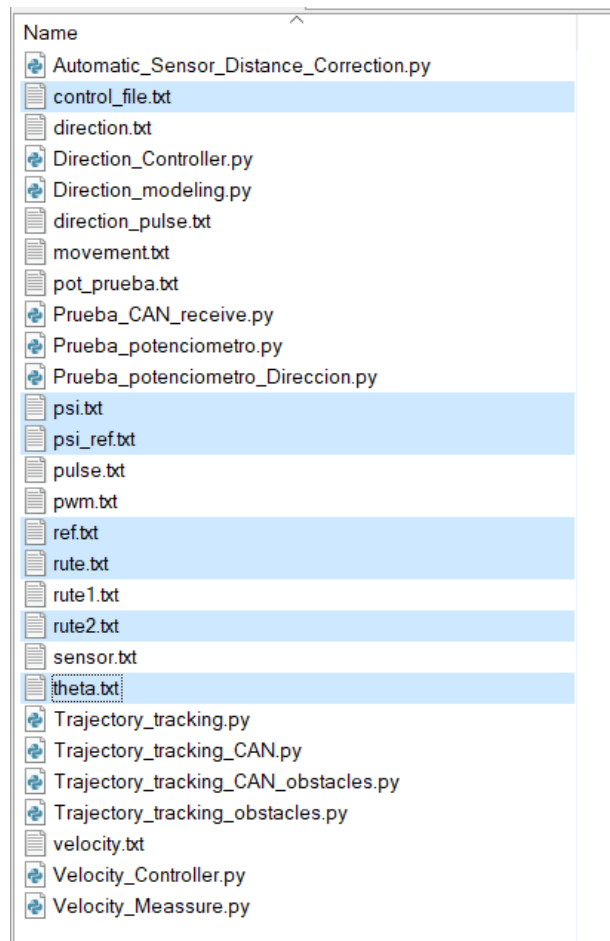 Name
Automatic_Sensor_Distance_Correction.py
control_file.txt
direction.txt
Direction_Controller.py
Direction_modeling.py
direction_pulse.txt
movement.txt
pot_prueba.txt
Prueba_CAN_receive.py
Prueba_potenciometro.py
Prueba_potenciometro_Direccion.py
psi.txt
psi_ref.txt
pulse.txt
pwm.txt
ref.txt
rute.txt
rute1.txt
rute2.txt
sensor.txt
theta.txt
Trajectory_tracking.py
Trajectory_tracking_CAN.py
Trajectory_tracking_CAN_obstacles.py
Trajectory_tracking_obstacles.py
velocity.txt
Velocity_Controller.py
Velocity_Meassure.py